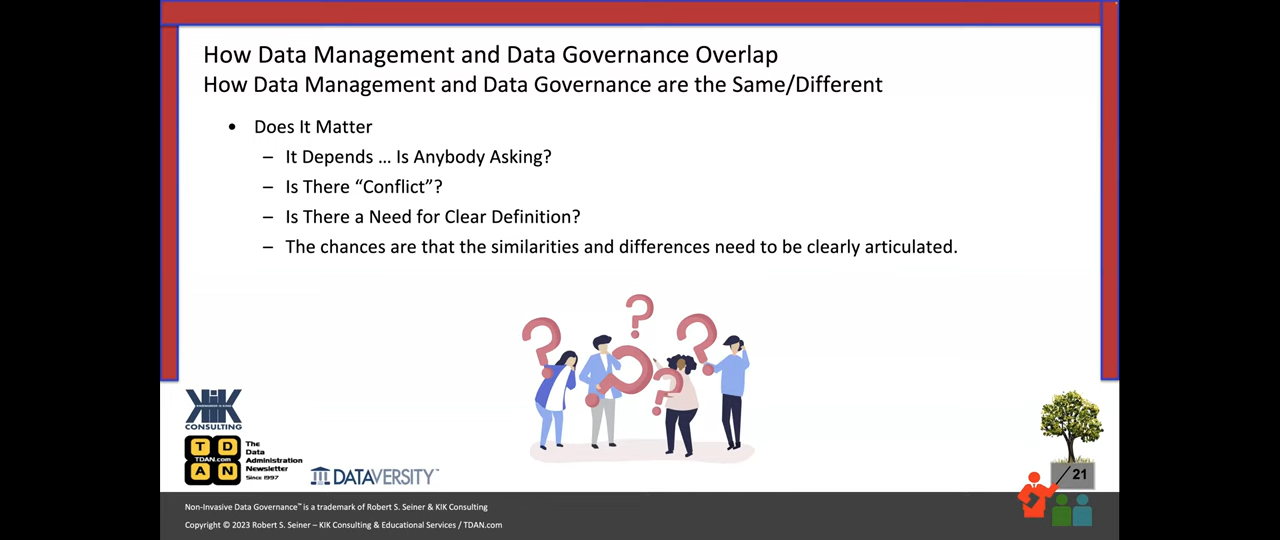 How Data Management and Data Governance Overlap
How Data Management and Data Governance are the Same/Different
• Does It Matter
– It Depends … Is Anybody Asking?
– Is There “Conflict”?
– Is There a Need for Clear Definition?
– The chances are that the similarities and differences need to be clearly articulated.
KIK
CONSULTING
T D
TDAN.com
A N
The
Data
Administration
Newsletter
Since 1997
DATAVERSITY™
/ 21
Non-Invasive Data Governance™ is a trademark of Robert S. Seiner & KIK Consulting
Copyright © 2023 Robert S. Seiner – KIK Consulting & Educational Services / TDAN.com